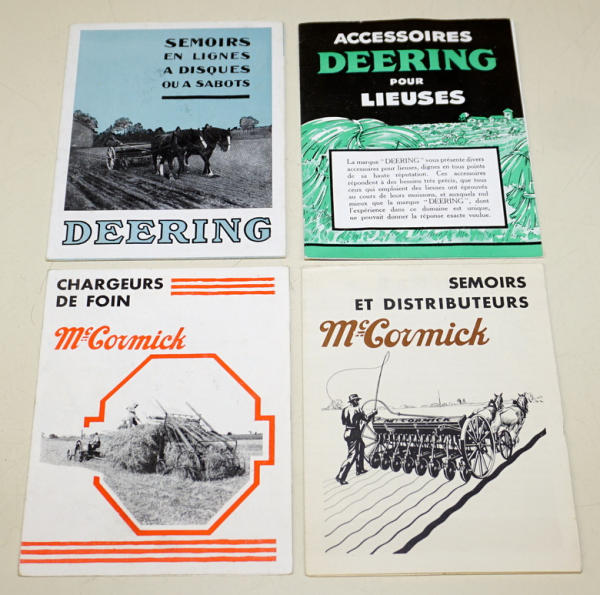 SEMOIRS
EN LIGNES
A DISQUES
OU A SABOTS
DEERING
ACCESSOIRES
DEERING
POUR
LIEUSES
La marque "DEERING" vous présente divers
accessoires pour lieuses, dignes en tous points
de sa haute réputation. Ces accessoires
répondent à des besoins très précis, que tous
ceux qui emploient des lieuses ont éprouvés
au cours de leurs moissons, et auxquels nul
mieux que la marque "DEERING", dont
l'expérience dans ce domaine est unique,
ne pouvait donner la réponse exacte voulue.
CHARGEURS
DE FOIN
McCormick
SEMOIRS
ET DISTRIBUTEURS
McCormick
McCORMICK